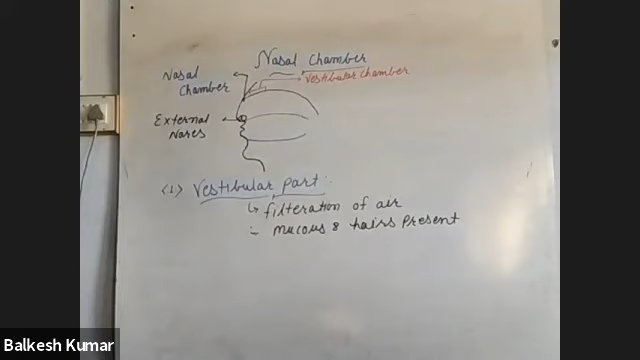 Nasal Chamber
Nasal Chamber
Vestibular Chamber
External Nares
(1) Vestibular part :
↳ filteration of air
↳ mucous & hairs present
Balkesh Kumar